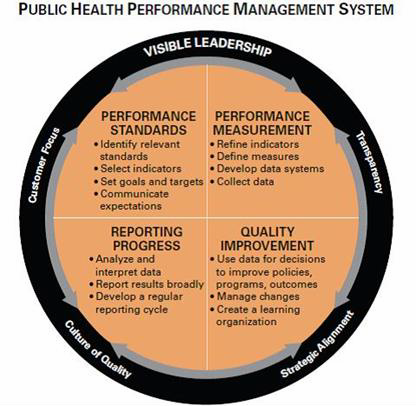 PUBLIC HEALTH PERFORMANCE MANAGEMENT SYSTEM
VISIBLE LEADERSHIP
Customer Focus
Transparency
PERFORMANCE
STANDARDS
• Identify relevant
standards
• Select indicators
• Set goals and targets
• Communicate
expectations
PERFORMANCE
MEASUREMENT
• Refine indicators
• Define measures
• Develop data systems
• Collect data
REPORTING
PROGRESS
• Analyze and
interpret data
• Report results broadly
• Develop a regular
reporting cycle
QUALITY
IMPROVEMENT
• Use data for decisions
to improve policies,
programs, outcomes
• Manage changes
• Create a learning
organization
Culture of Quality
Strategic Alignment